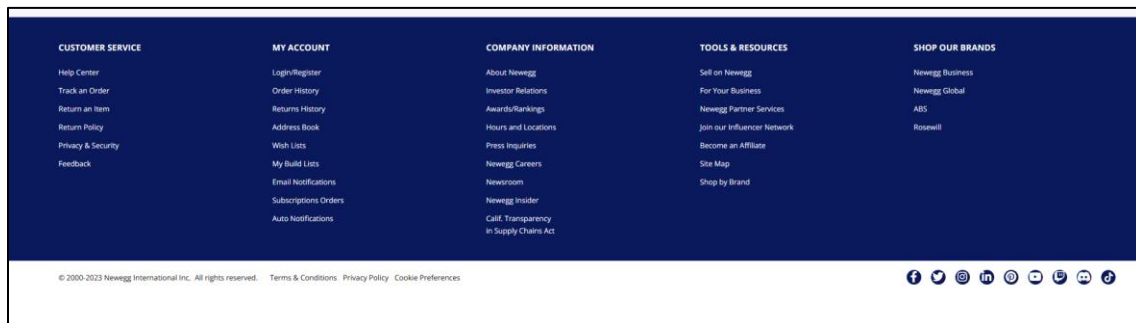 CUSTOMER SERVICE
Help Center
Track an Order
Return an Item
Return Policy
Privacy & Security
Feedback
MY ACCOUNT
Login/Register
Order History
Returns History
Address Book
Wish Lists
My Build Lists
Email Notifications
Subscriptions Orders
Auto Notifications
COMPANY INFORMATION
About Newegg
Investor Relations
Awards/Rankings
Hours and Locations
Press Inquiries
Newegg Careers
Newsroom
Newegg Insider
Calif. Transparency
in Supply Chains Act
TOOLS & RESOURCES
Sell on Newegg
For Your Business
Newegg Partner Services
Join our Influencer Network
Become an Affiliate
Site Map
Shop by Brand
SHOP OUR BRANDS
Newegg Business
Newegg Global
ABS
Rosewill
© 2000-2023 Newegg International Inc. All rights reserved. Terms & Conditions Privacy Policy Cookie Preferences